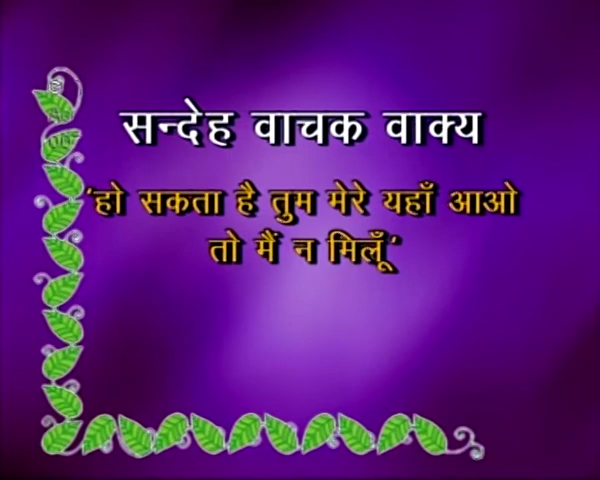 सन्देह वाचक वाक्य
‘हो सकता है तुम मेरे यहाँ आओ
तो मैं न मिलूँ’